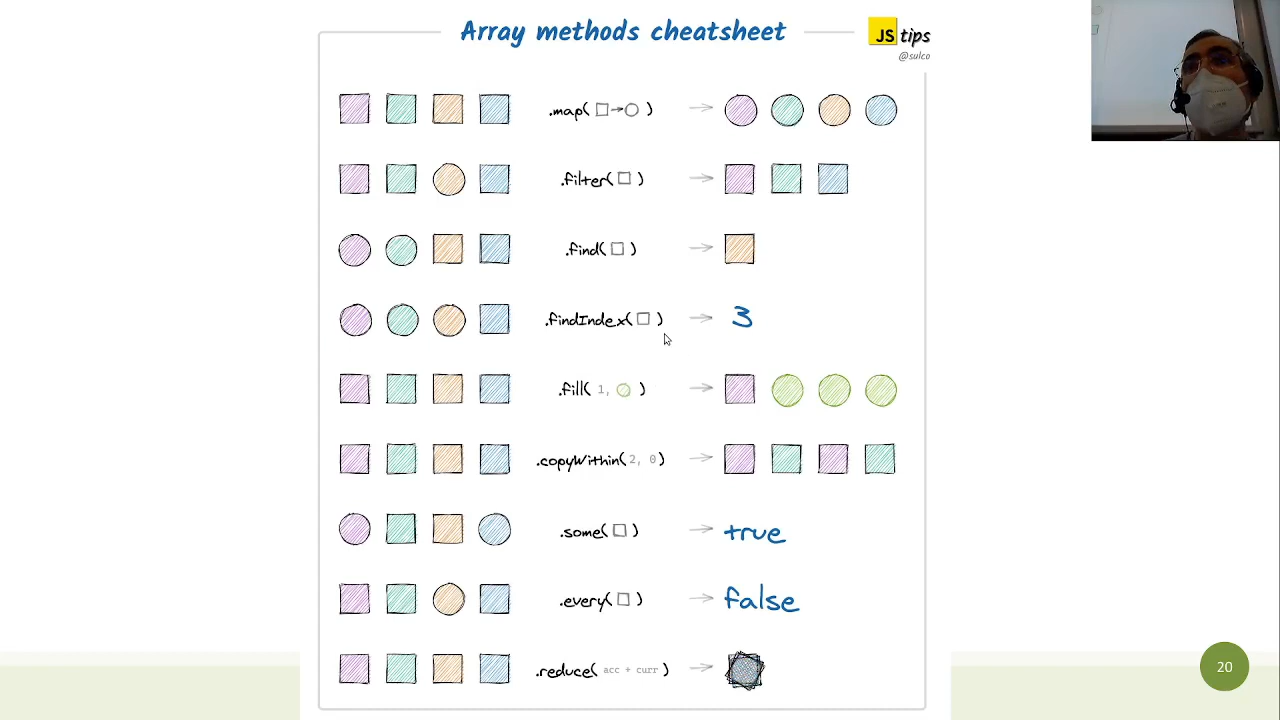 Array methods cheatsheet
JS tips
@sulco
.map( → )
.filter( )
.find( )
.findIndex( ) 3
.fill( 1, )
.copyWithin( 2, 0 )
.some( ) true
.every( ) false
.reduce( acc + curr )
20